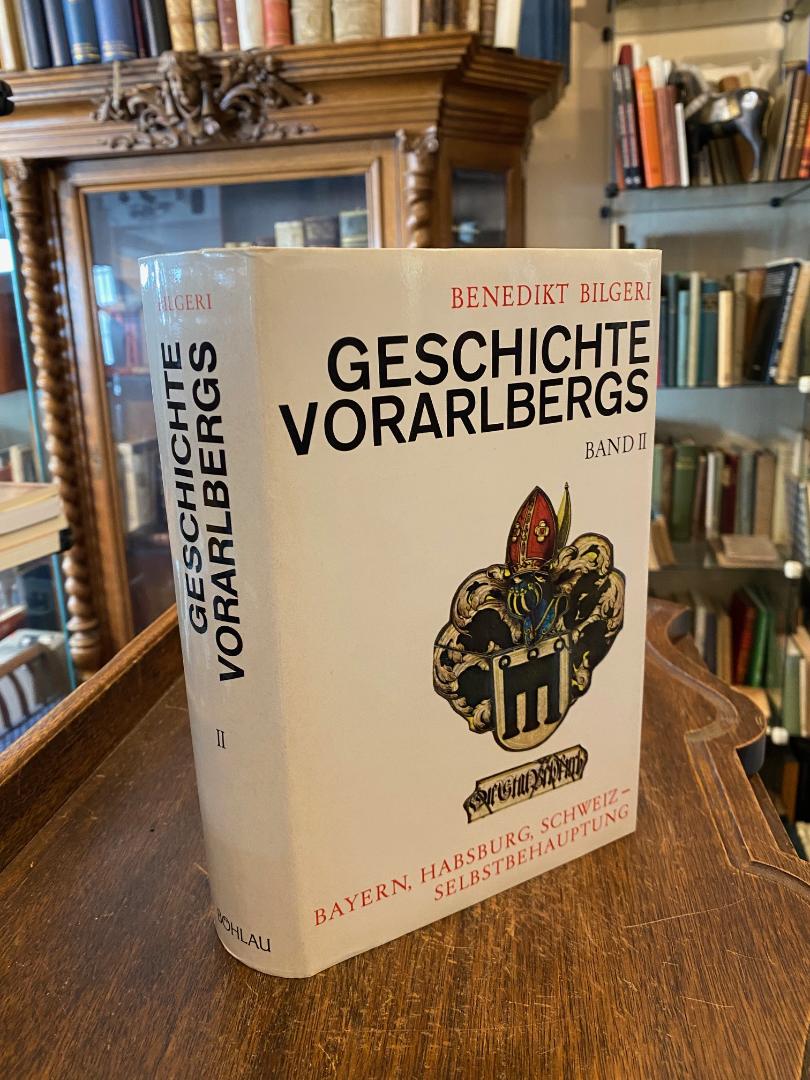 BILGERI
GESCHICHTE
VORARLBERGS
II
BÖHLAU
BENEDIKT BILGERI
GESCHICHTE
VORARLBERGS
BAND II
BAYERN, HABSBURG, SCHWEIZ –
SELBSTBEHAUPTUNG